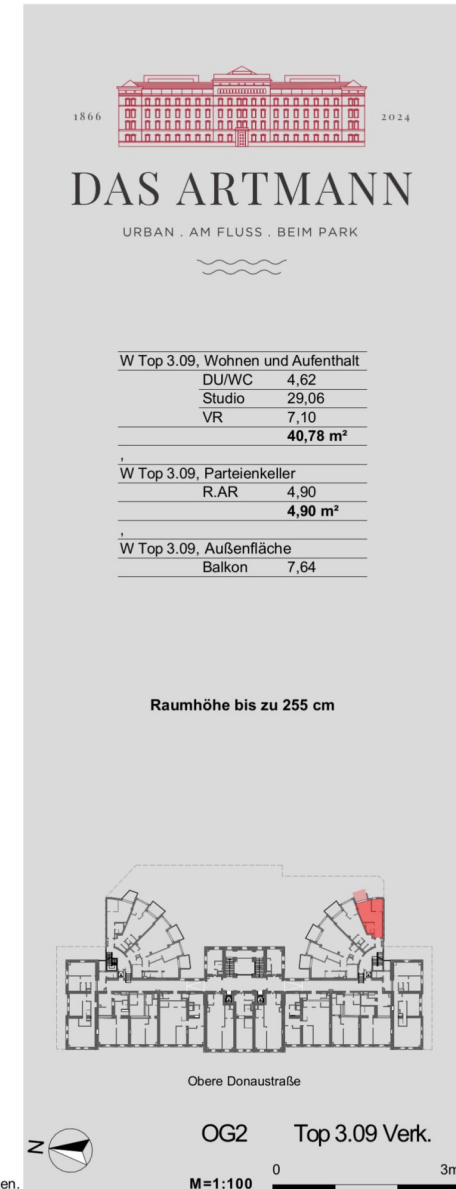 1866 2024
DAS ARTMANN
URBAN . AM FLUSS . BEIM PARK
W Top 3.09, Wohnen und Aufenthalt
DU/WC 4,62
Studio 29,06
VR 7,10
40,78 m²
,
W Top 3.09, Parteienkeller
R.AR 4,90
4,90 m²
,
W Top 3.09, Außenfläche
Balkon 7,64
Raumhöhe bis zu 255 cm
Obere Donaustraße
N
OG2 Top 3.09 Verk.
0 3m
en. M=1:100